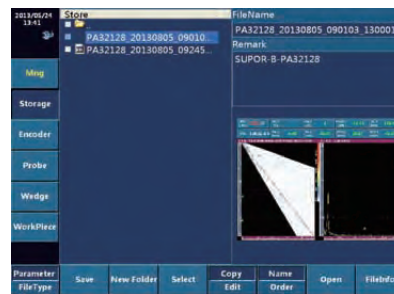 2013/05/24
13:41
Mng
Storage
Encoder
Probe
Wedge
WorkPiece
Parameter
FileType
Store
PA32128_20130805_09010...
PA32128_20130805_09245...
FileName
PA32128_20130805_090103_130001
Remark
SUPOR-B-PA32128
Save
New Folder
Select
Copy
Edit
Name
Order
Open
FileInfo